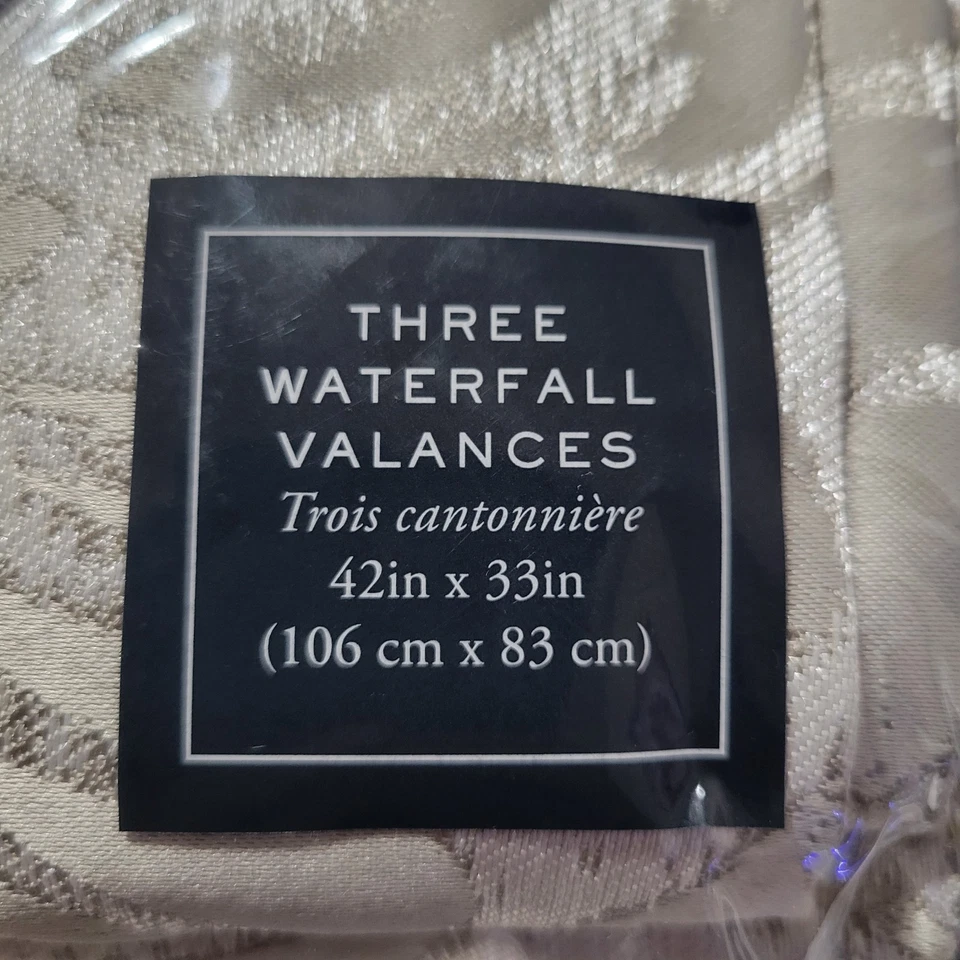 THREE
WATERFALL
VALANCES
Trois cantonnière
42in x 33in
(106 cm x 83 cm)